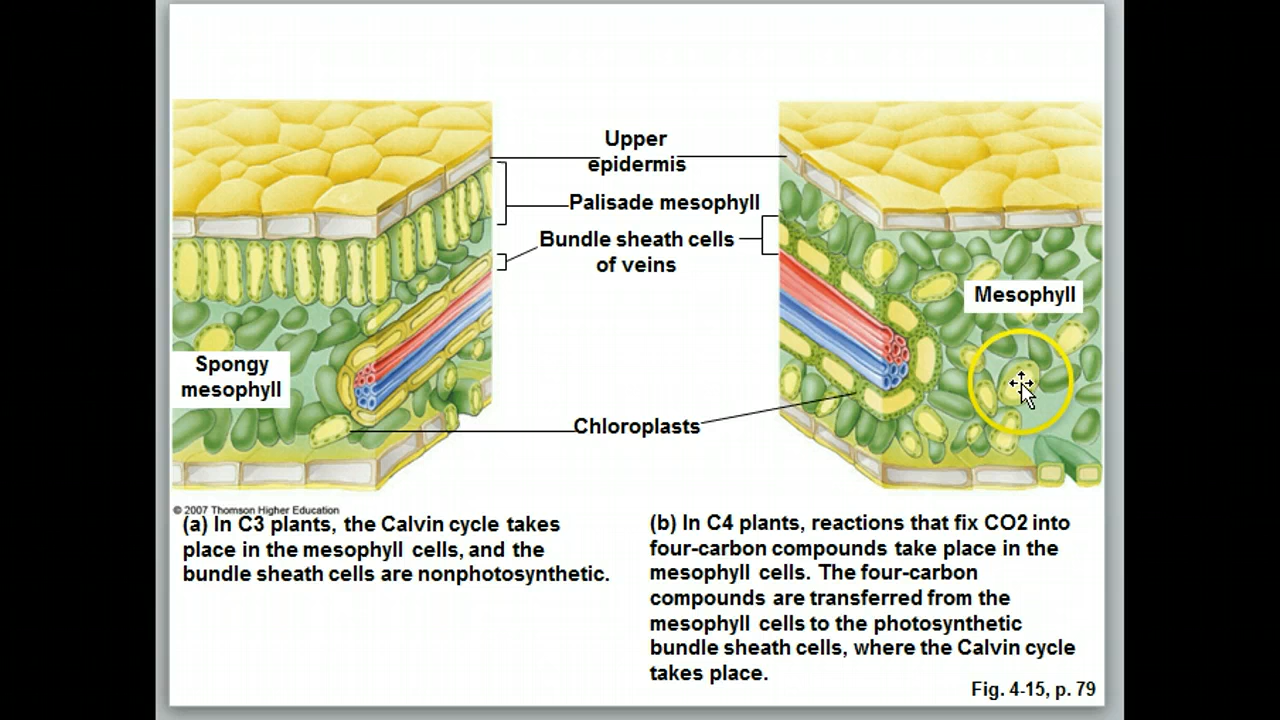 Upper
epidermis
Palisade mesophyll
Bundle sheath cells
of veins
Mesophyll
Spongy
mesophyll
Chloroplasts
© 2007 Thomson Higher Education
(a) In C3 plants, the Calvin cycle takes
place in the mesophyll cells, and the
bundle sheath cells are nonphotosynthetic.
(b) In C4 plants, reactions that fix CO2 into
four-carbon compounds take place in the
mesophyll cells. The four-carbon
compounds are transferred from the
mesophyll cells to the photosynthetic
bundle sheath cells, where the Calvin cycle
takes place.
Fig. 4-15, p. 79